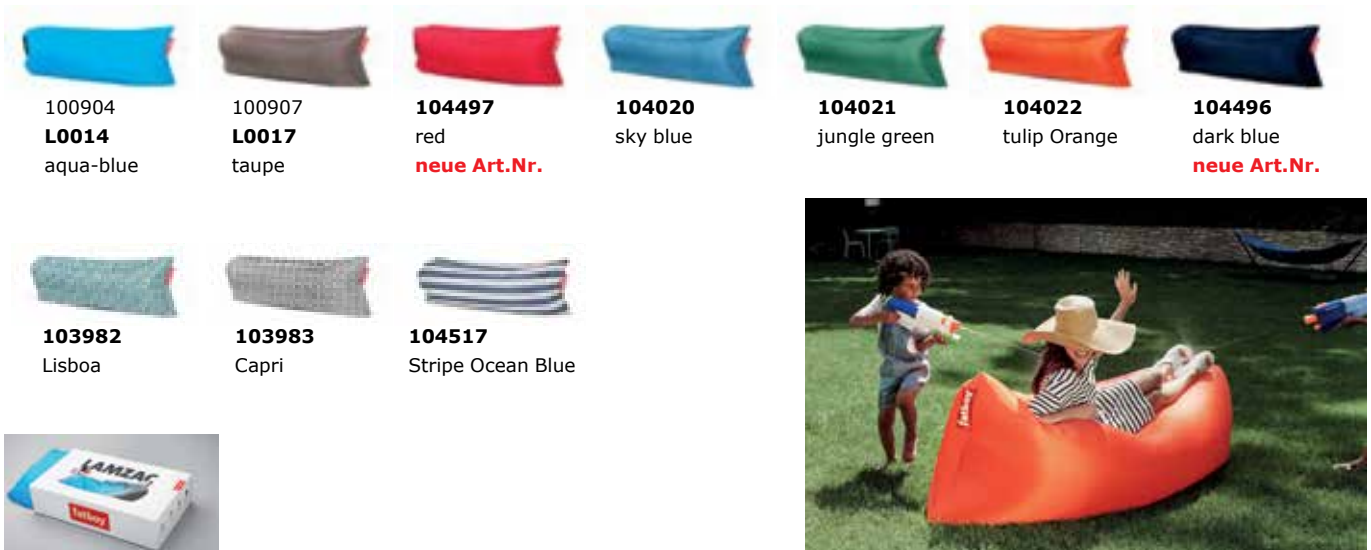 100904
L0014
aqua-blue
100907
L0017
taupe
104497
red
neue Art.Nr.
104020
sky blue
104021
jungle green
104022
tulip Orange
104496
dark blue
neue Art.Nr.
103982
Lisboa
103983
Capri
104517
Stripe Ocean Blue
LAMZAC
fatboy
fatboy